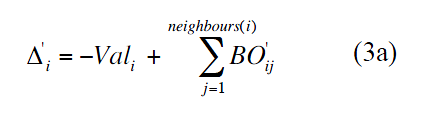 Δ'ᵢ = −Valᵢ + ∑_{j=1}^{neighbours(i)} BO'ᵢⱼ (3a)